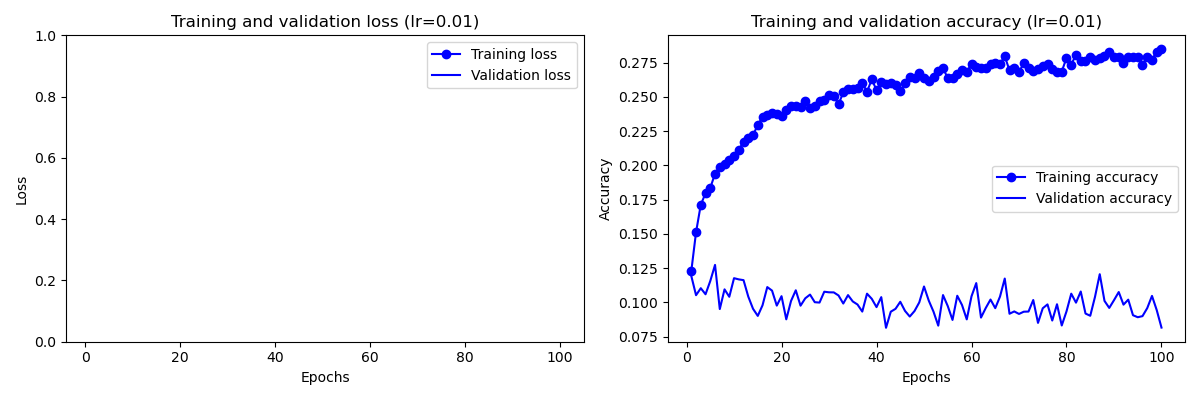 Training and validation loss (lr=0.01)
1.0
0.8
0.6
0.4
0.2
0.0
Loss
Training loss
Validation loss
0
20
40
60
80
100
Epochs
Training and validation accuracy (lr=0.01)
0.275
0.250
0.225
0.200
0.175
0.150
0.125
0.100
0.075
Accuracy
Training accuracy
Validation accuracy
0
20
40
60
80
100
Epochs